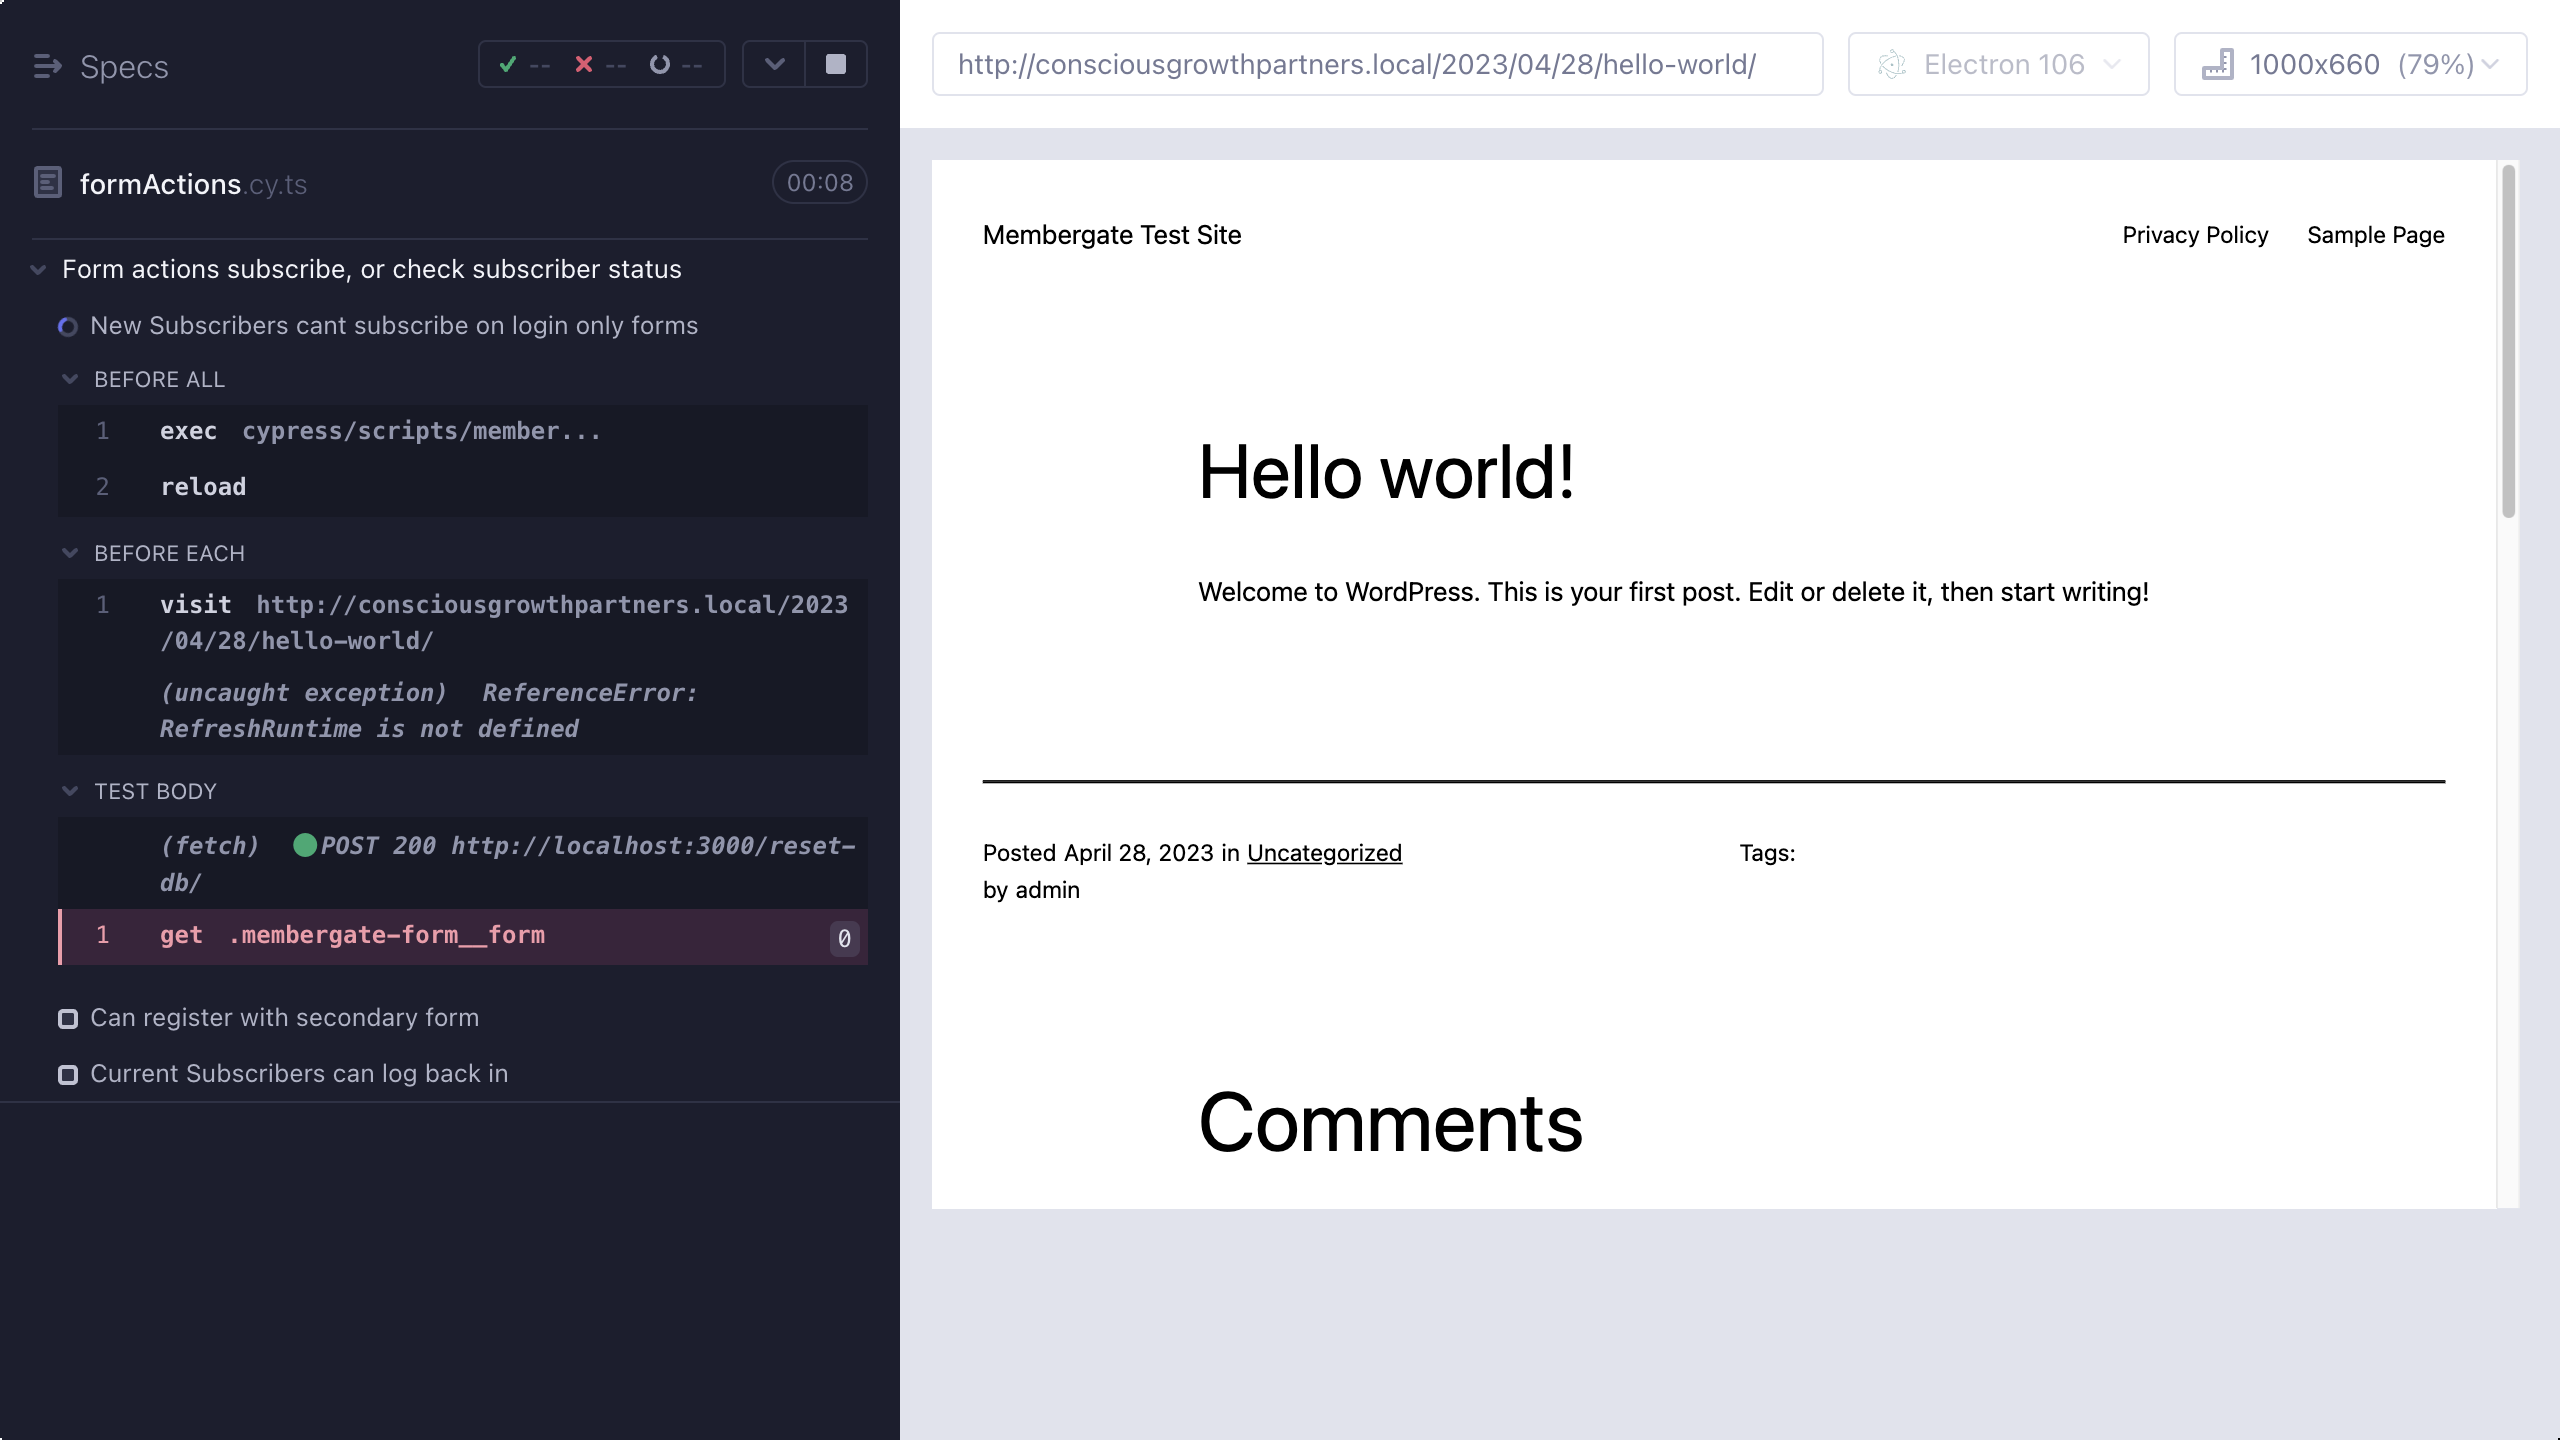 Specs
--
--
--
formActions.cy.ts
00:08
Form actions subscribe, or check subscriber status
New Subscribers cant subscribe on login only forms
BEFORE ALL
1 exec cypress/scripts/member...
2 reload
BEFORE EACH
1 visit http://consciousgrowthpartners.local/2023
/04/28/hello-world/
(uncaught exception) ReferenceError:
RefreshRuntime is not defined
TEST BODY
(fetch) POST 200 http://localhost:3000/reset-
db/
1 get .membergate-form__form 0
Can register with secondary form
Current Subscribers can log back in
http://consciousgrowthpartners.local/2023/04/28/hello-world/
Electron 106
1000x660 (79%)
Membergate Test Site
Privacy Policy Sample Page
Hello world!
Welcome to WordPress. This is your first post. Edit or delete it, then start writing!
Posted April 28, 2023 in Uncategorized
by admin
Tags:
Comments